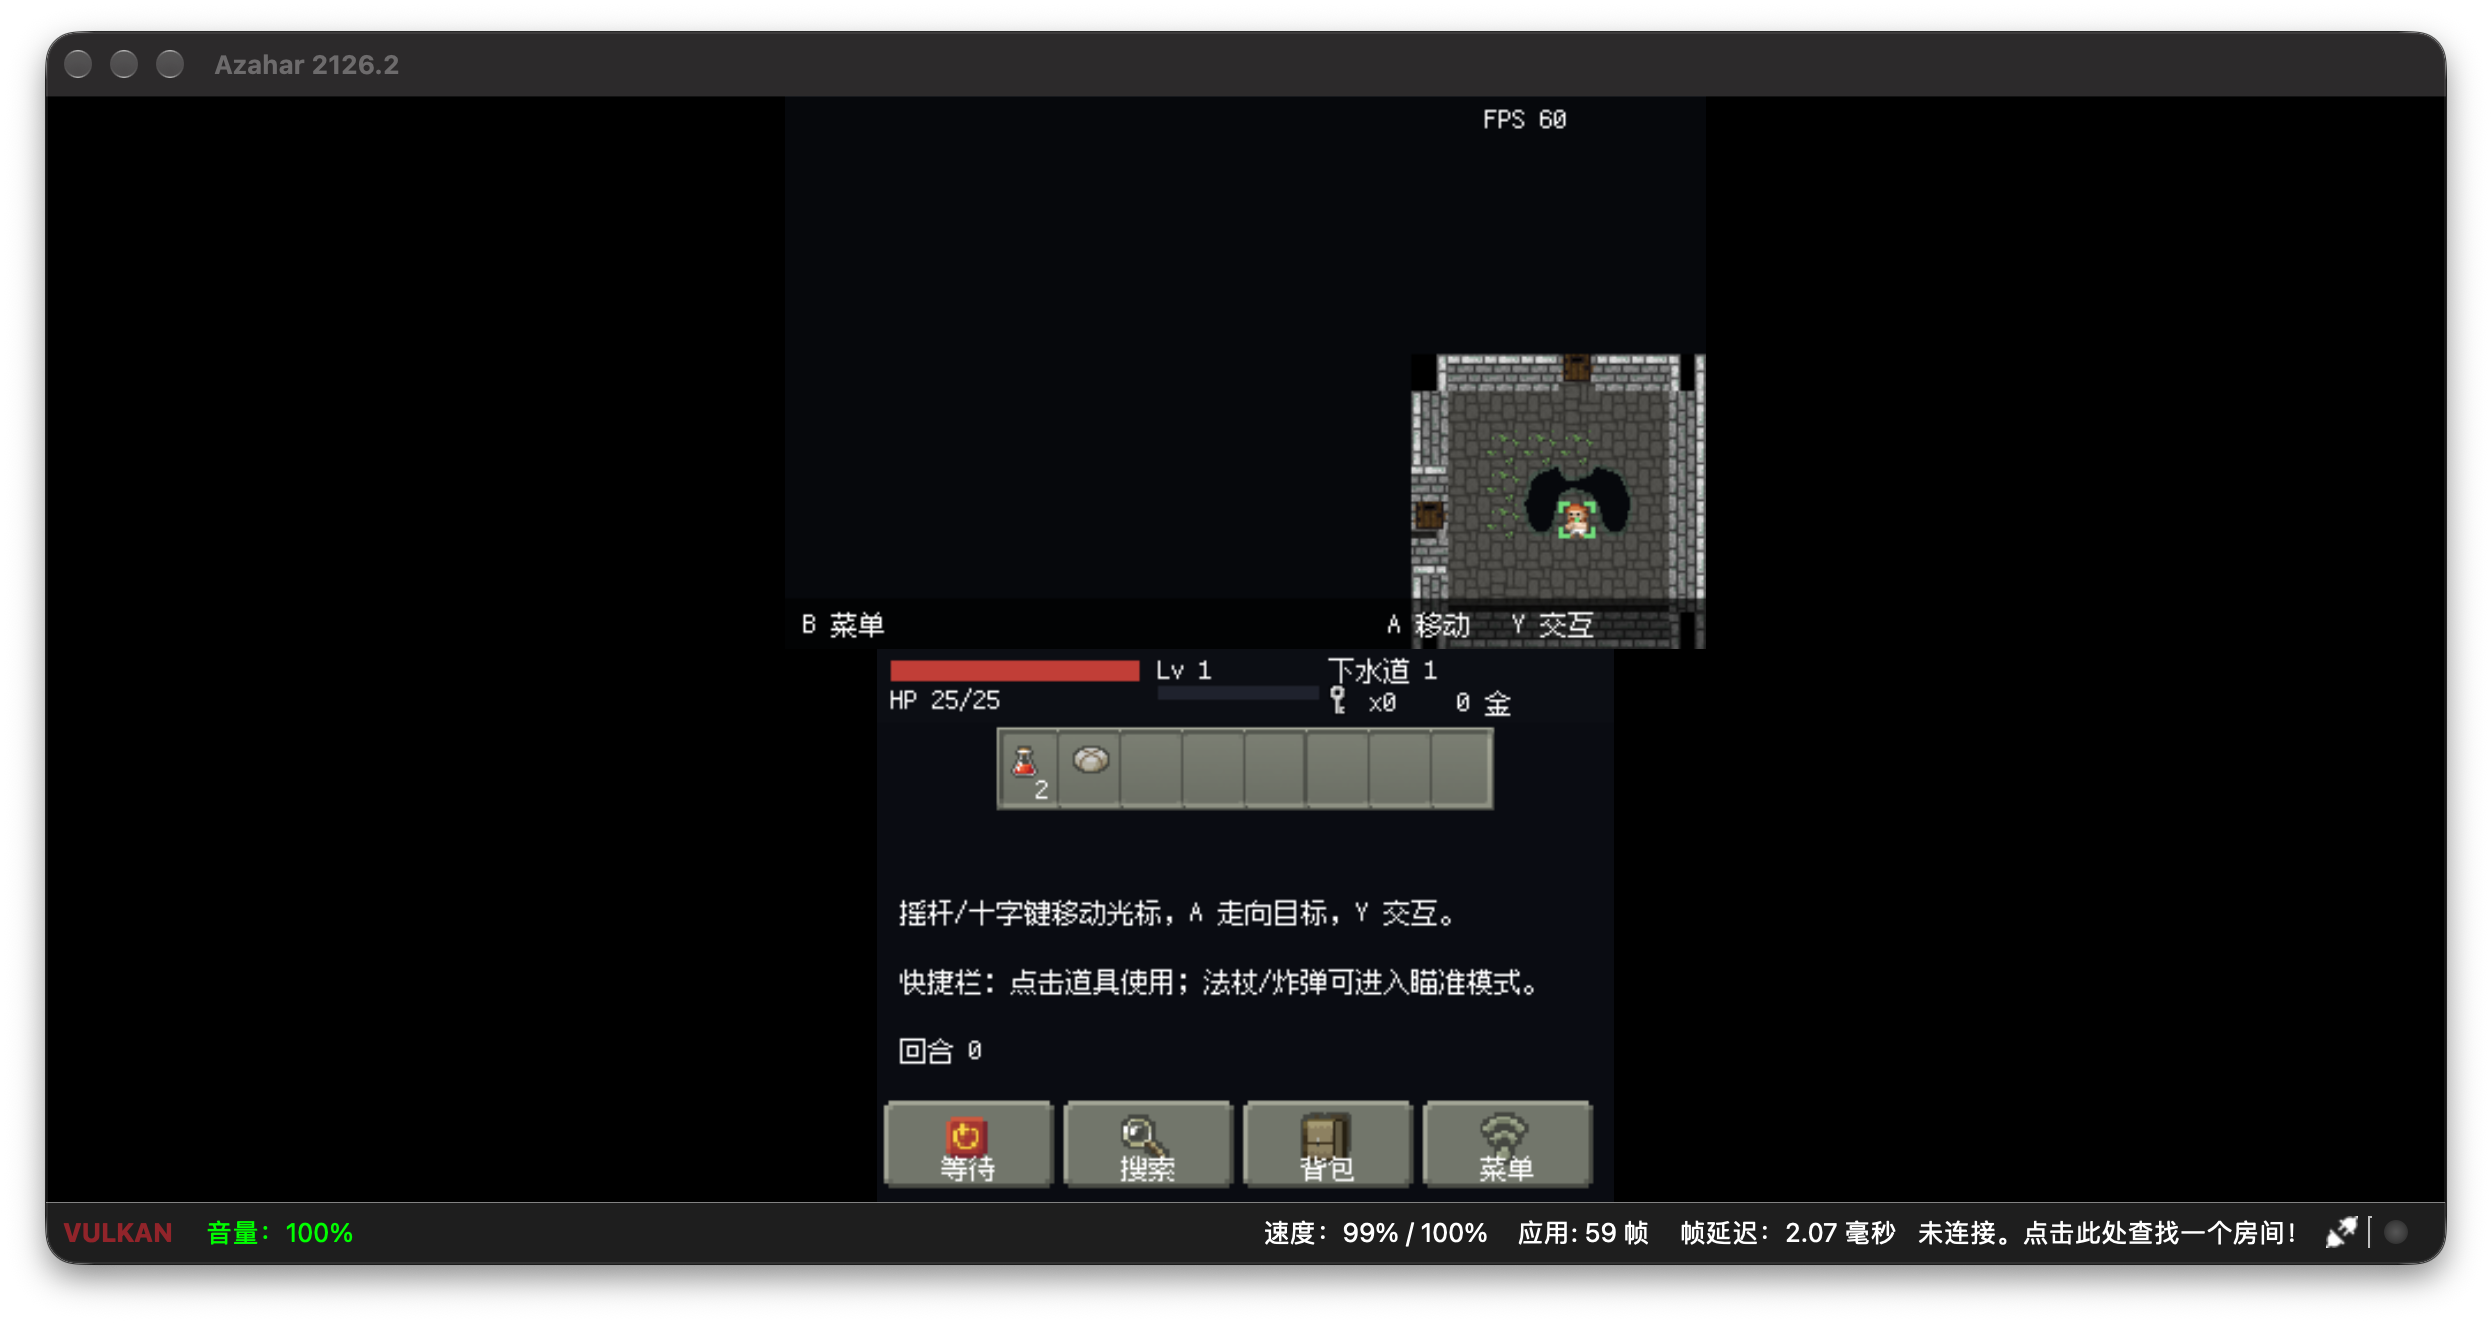 Azahar 2126.2
FPS 60
B 菜单
A 移动 Y 交互
Lv 1
下水道 1
HP 25/25
x0
0 金
2
摇杆/十字键移动光标，A 走向目标，Y 交互。
快捷栏：点击道具使用；法杖/炸弹可进入瞄准模式。
回合 0
等待
搜索
背包
菜单
VULKAN 音量：100%
速度：99% / 100% 应用: 59 帧 帧延迟：2.07 毫秒 未连接。点击此处查找一个房间！